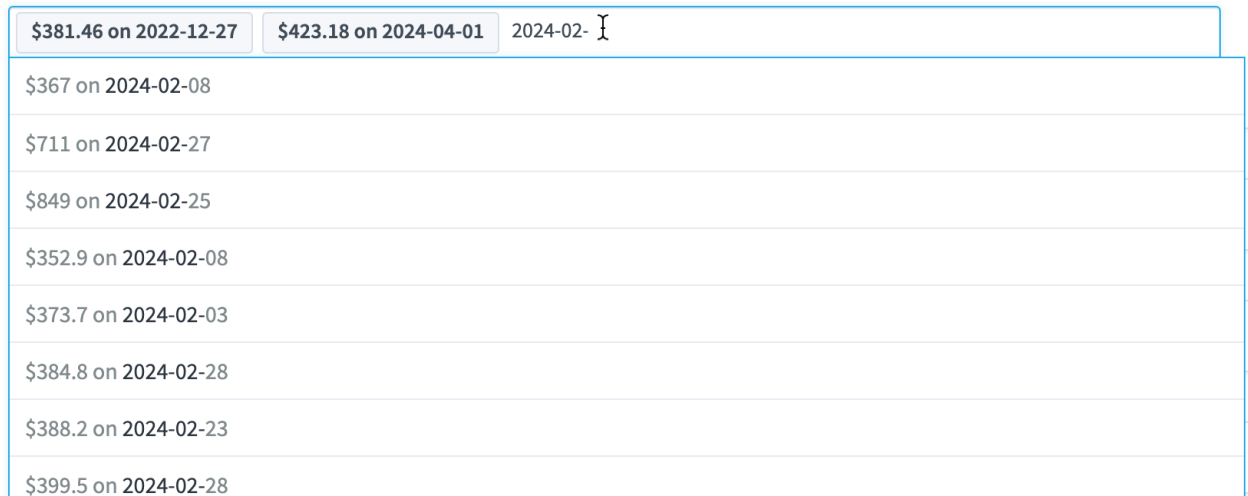 $381.46 on 2022-12-27 $423.18 on 2024-04-01 2024-02-
$367 on 2024-02-08
$711 on 2024-02-27
$849 on 2024-02-25
$352.9 on 2024-02-08
$373.7 on 2024-02-03
$384.8 on 2024-02-28
$388.2 on 2024-02-23
$399.5 on 2024-02-28